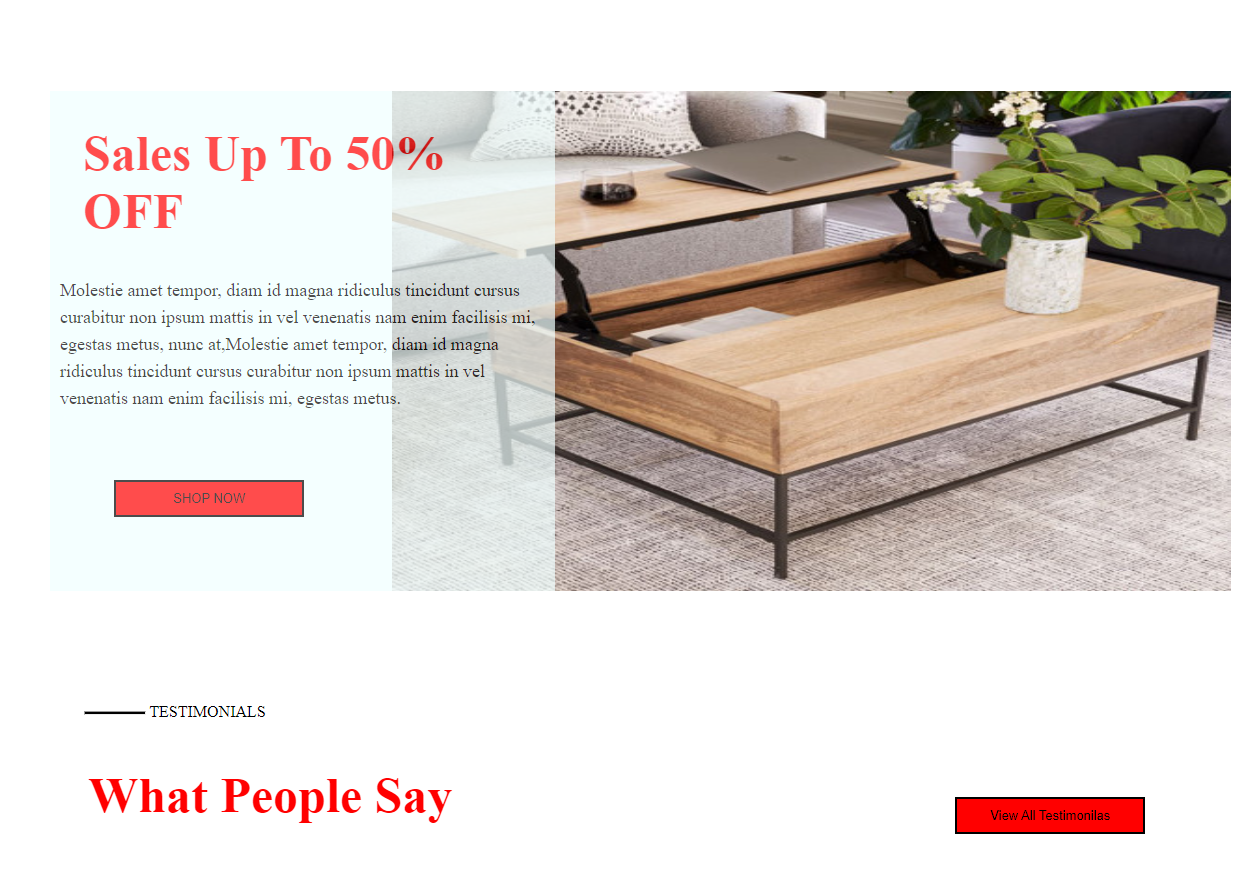 Sales Up To 50%
OFF
Molestie amet tempor, diam id magna ridiculus tincidunt cursus
curabitur non ipsum mattis in vel venenatis nam enim facilisis mi,
egestas metus, nunc at,Molestie amet tempor, diam id magna
ridiculus tincidunt cursus curabitur non ipsum mattis in vel
venenatis nam enim facilisis mi, egestas metus.
SHOP NOW
TESTIMONIALS
What People Say
View All Testimonilas